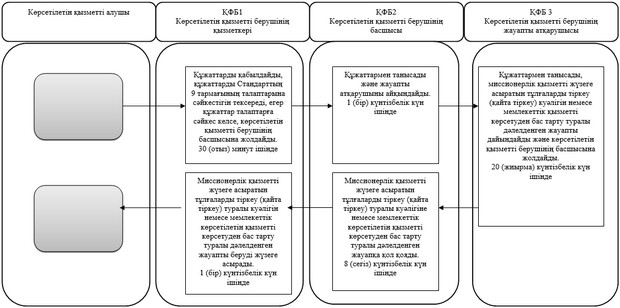 Көрсетілетін қызметті алушы
ҚФБ1
Көрсетілетін қызметті берушінің
қызметкері
ҚФБ2
Көрсетілетін қызметті берушінің
басшысы
ҚФБ 3
Көрсетілетін қызметті берушінің
жауапты атқарушысы
Құжаттарды қабылдайды,
құжаттарды Стандарттың
9 тармағының талаптарына
сәйкестігін тексереді, егер
құжаттар талаптарға
сәйкес келсе, көрсетілетін
қызметті берушінің
басшысына жолдайды.
30 (отыз) минут ішінде
Құжаттармен танысады
және жауапты
атқарушыны айқындайды.
1 (бір) күнтізбелік күн
ішінде
Құжаттармен танысады,
миссионерлік қызметті жүзеге
асыратын тұлғаларды тіркеу
(қайта тіркеу) куәлігін немесе
мемлекеттік қызметті
көрсетуден бас тарту туралы
дәлелденген жауапты
дайындайды және көрсетілетін
қызметті берушінің басшысына
жолдайды.
20 (жиырма) күнтізбелік күн
ішінде
Миссионерлік қызметті
жүзеге асыратын
тұлғаларды тіркеу (қайта
тіркеу) туралы куәлігін
немесе мемлекеттік
көрсетілетін қызметті
көрсетуден бас тарту
туралы дәлелденген
жауапты беруді жүзеге
асырады.
1 (бір) күнтізбелік күн
ішінде
Миссионерлік қызметті
жүзеге асыратын
тұлғаларды тіркеу (қайта
тіркеу) туралы куәлігіне
немесе мемлекеттік
көрсетілетін қызметті
көрсетуден бас тарту
туралы дәлелденген
жауапқа қол қояды.
8 (сегіз) күнтізбелік күн
ішінде